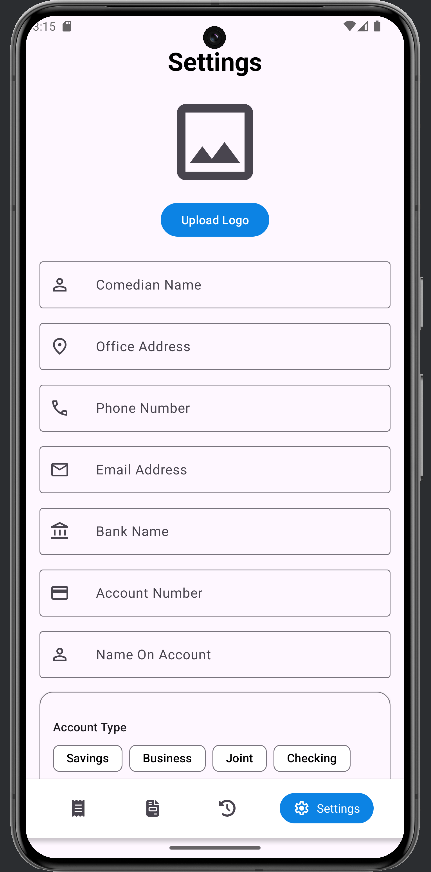 3:15
Settings
Upload Logo
Comedian Name
Office Address
Phone Number
Email Address
Bank Name
Account Number
Name On Account
Account Type
Savings Business Joint Checking
Settings